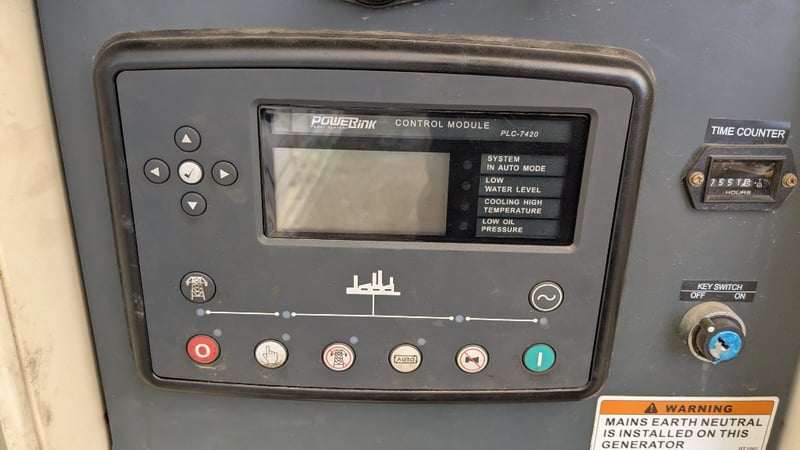 POWERLINK
CONTROL MODULE
PLC-7420
SYSTEM
IN AUTO MODE
LOW
WATER LEVEL
COOLING HIGH
TEMPERATURE
LOW OIL
PRESSURE
AUTO
O
I
TIME COUNTER
HOURS
KEY SWITCH
OFF ON
WARNING
MAINS EARTH NEUTRAL
IS INSTALLED ON THIS
GENERATOR